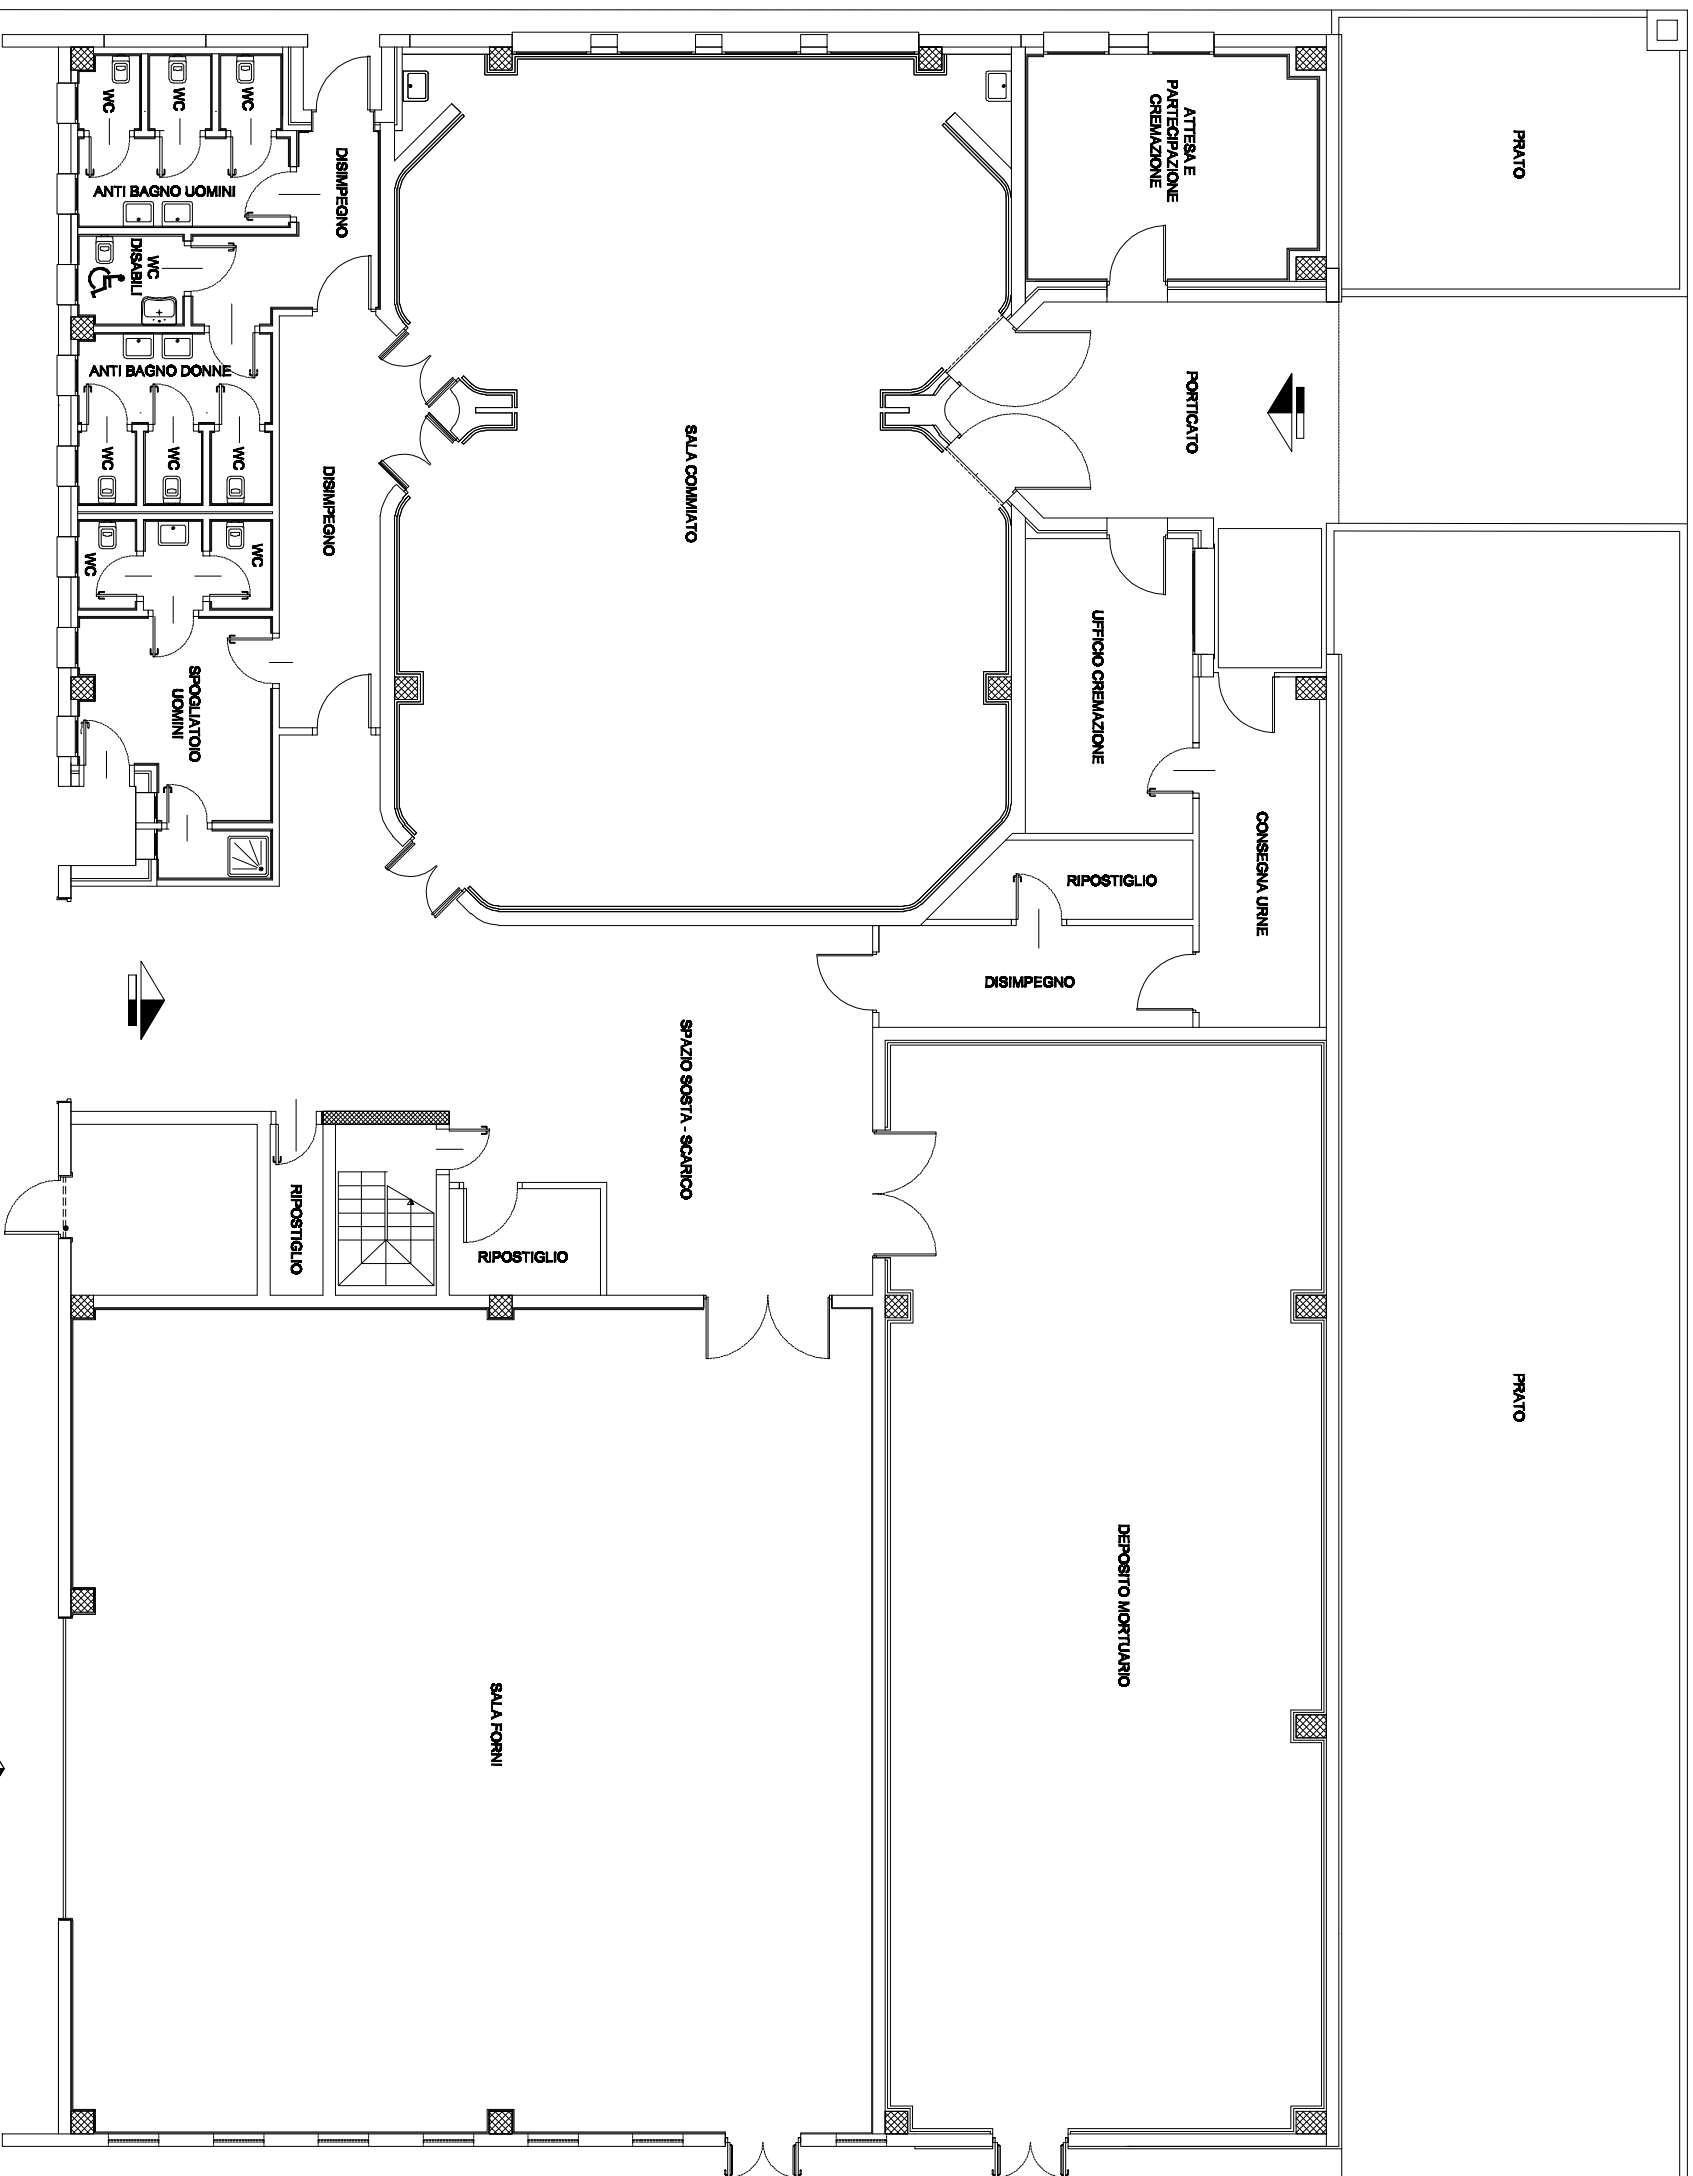 PRATO
ATTESA E
PARTECIPAZIONE
CREMAZIONE
WC
WC
WC
DISIMPEGNO
ANTI BAGNO UOMINI
WC
DISABILI
ANTI BAGNO DONNE
PORTICATO
SALA COMMIATO
WC
WC
WC
DISIMPEGNO
WC
WC
UFFICIO CREMAZIONE
SPOGLIATOIO
UOMINI
CONSEGNA URNE
RIPOSTIGLIO
DISIMPEGNO
SPAZIO SOSTA - SCARICO
RIPOSTIGLIO
RIPOSTIGLIO
PRATO
DEPOSITO MORTUARIO
SALA FORNI